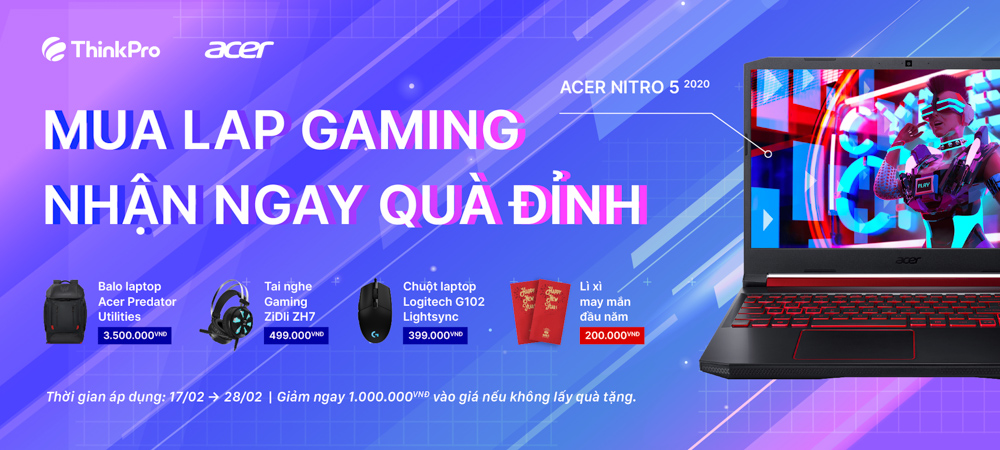 ThinkPro acer
ACER NITRO 5 2020
MUA LAP GAMING
NHẬN NGAY QUÀ ĐỈNH
Balo laptop
Acer Predator
Utilities
3.500.000VNĐ
Tai nghe
Gaming
ZiDli ZH7
499.000VNĐ
Chuột laptop
Logitech G102
Lightsync
399.000VNĐ
Lì xì
may mắn
đầu năm
200.000VNĐ
Thời gian áp dụng: 17/02 → 28/02 | Giảm ngay 1.000.000VNĐ vào giá nếu không lấy quà tặng.
PLAY
acer